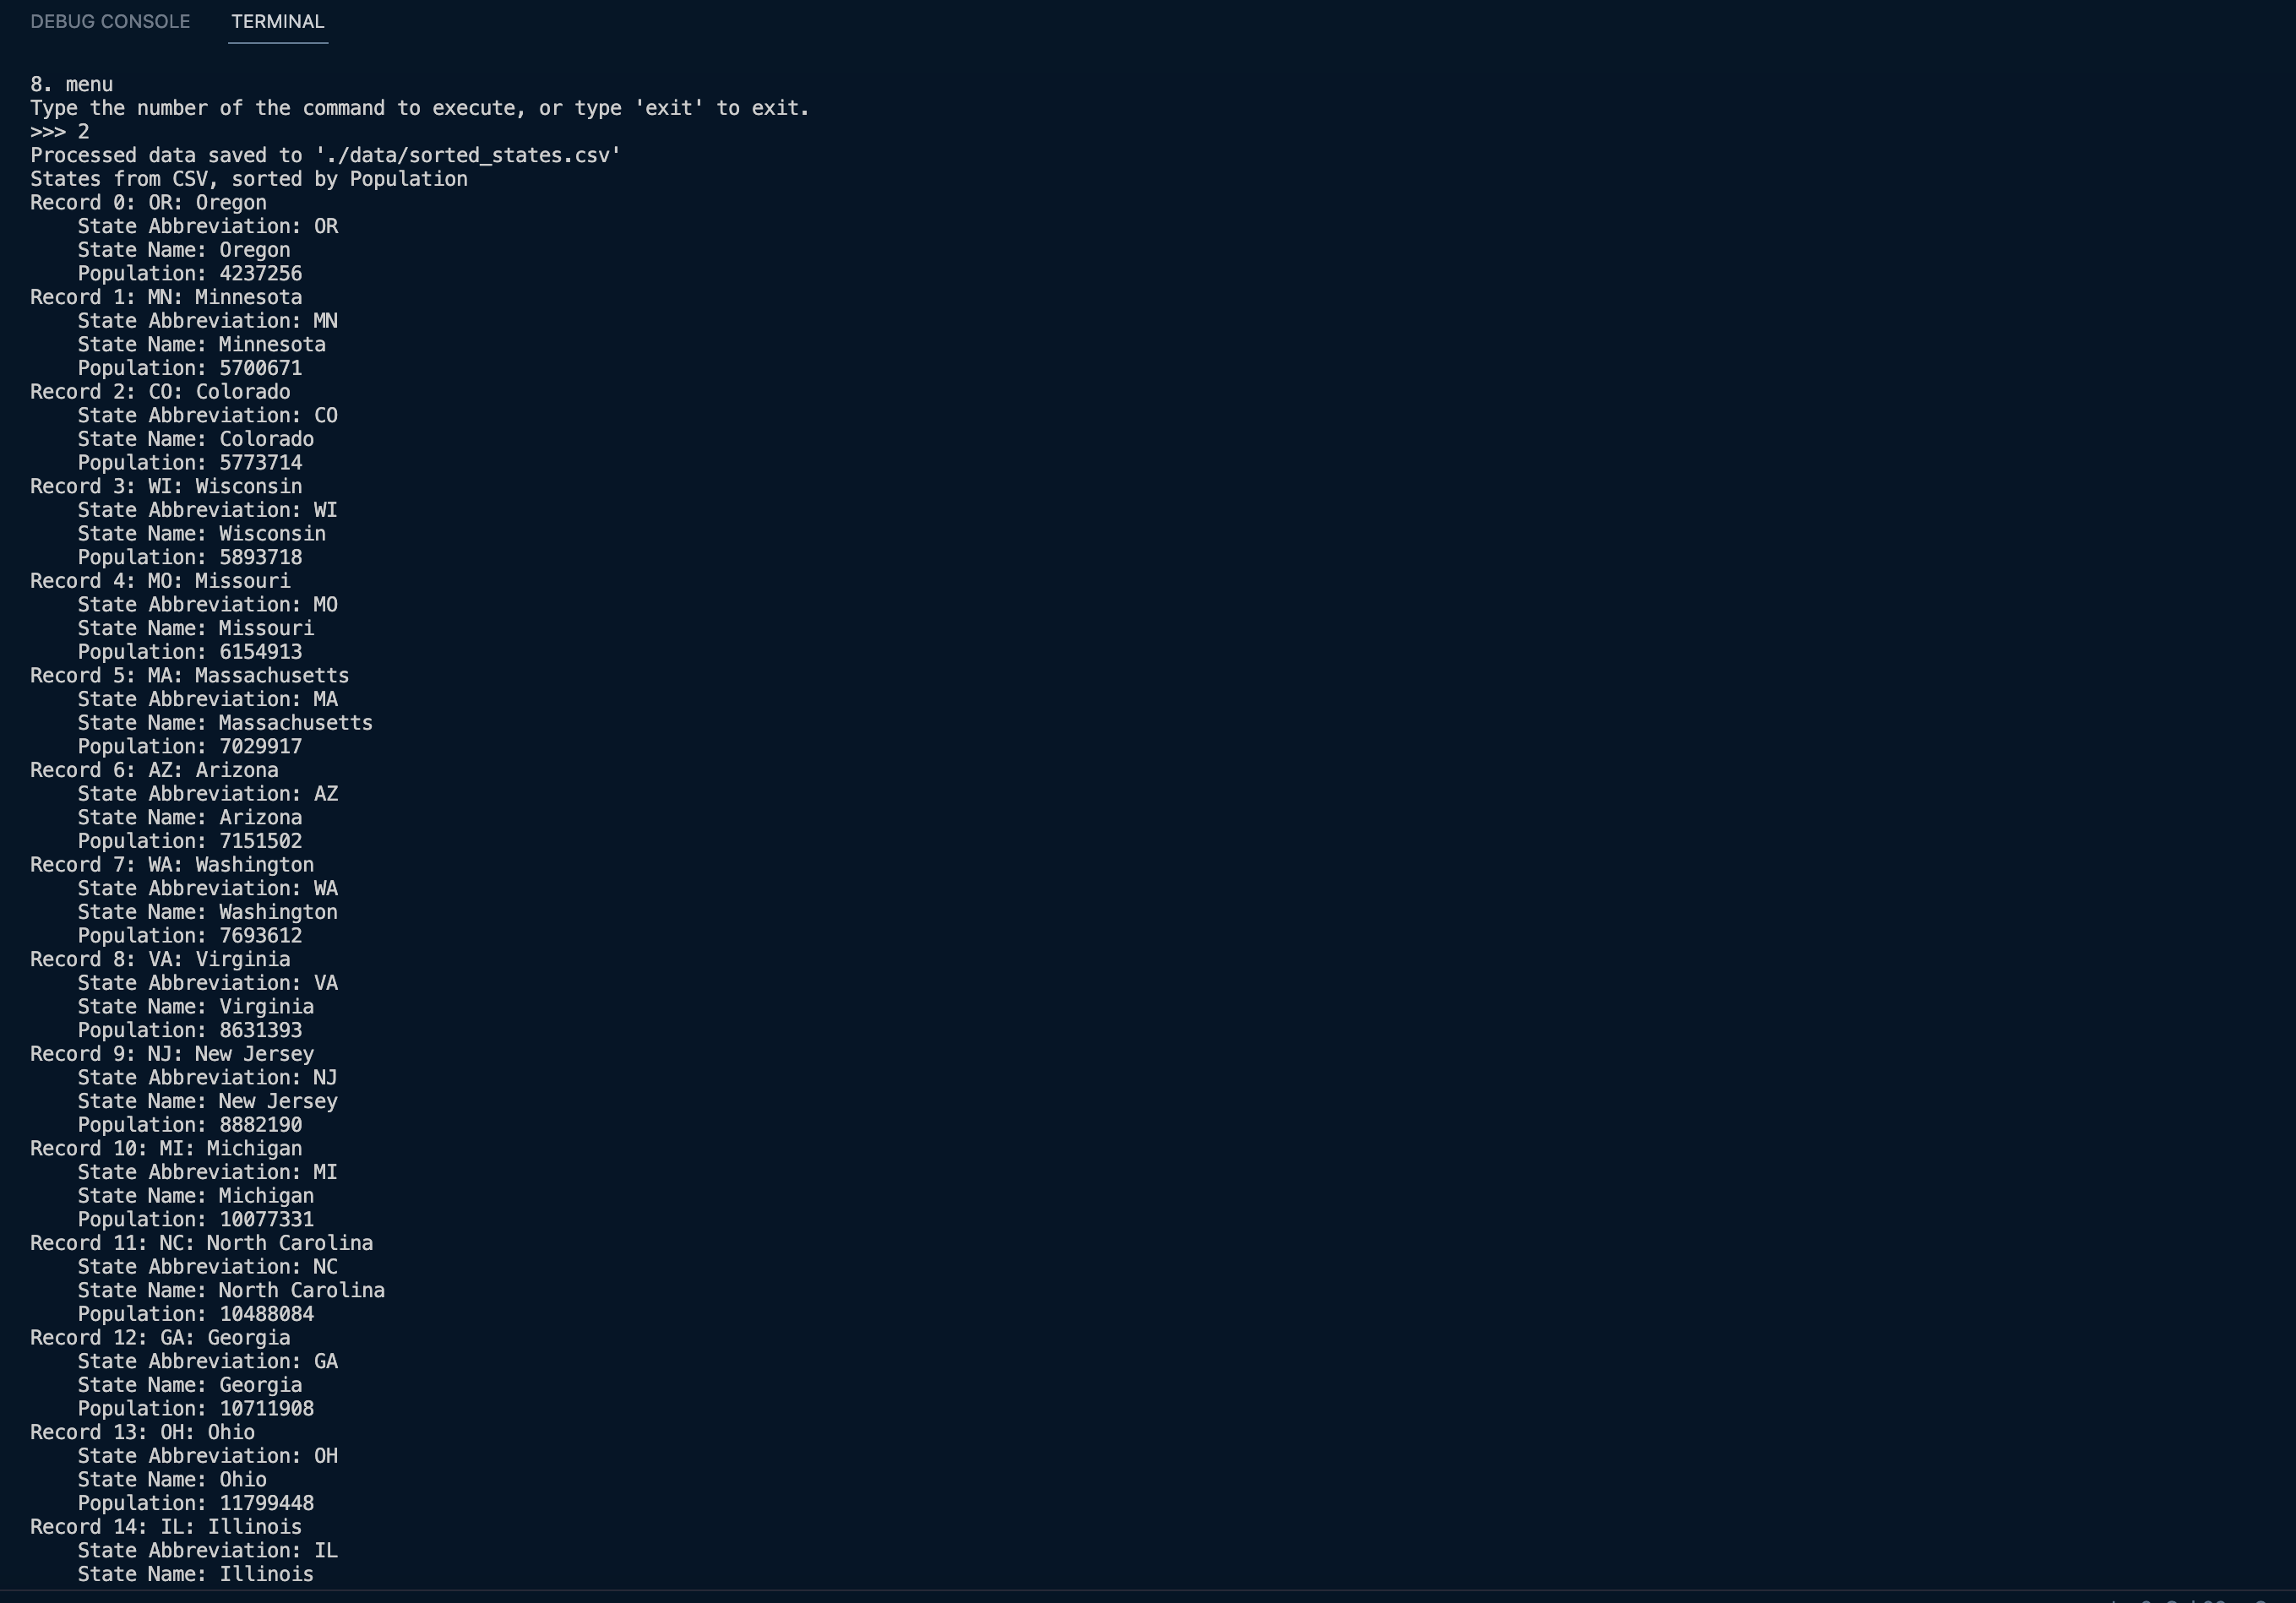 DEBUG CONSOLE TERMINAL
8. menu
Type the number of the command to execute, or type 'exit' to exit.
>>> 2
Processed data saved to './data/sorted_states.csv'
States from CSV, sorted by Population
Record 0: OR: Oregon
    State Abbreviation: OR
    State Name: Oregon
    Population: 4237256
Record 1: MN: Minnesota
    State Abbreviation: MN
    State Name: Minnesota
    Population: 5700671
Record 2: CO: Colorado
    State Abbreviation: CO
    State Name: Colorado
    Population: 5773714
Record 3: WI: Wisconsin
    State Abbreviation: WI
    State Name: Wisconsin
    Population: 5893718
Record 4: MO: Missouri
    State Abbreviation: MO
    State Name: Missouri
    Population: 6154913
Record 5: MA: Massachusetts
    State Abbreviation: MA
    State Name: Massachusetts
    Population: 7029917
Record 6: AZ: Arizona
    State Abbreviation: AZ
    State Name: Arizona
    Population: 7151502
Record 7: WA: Washington
    State Abbreviation: WA
    State Name: Washington
    Population: 7693612
Record 8: VA: Virginia
    State Abbreviation: VA
    State Name: Virginia
    Population: 8631393
Record 9: NJ: New Jersey
    State Abbreviation: NJ
    State Name: New Jersey
    Population: 8882190
Record 10: MI: Michigan
    State Abbreviation: MI
    State Name: Michigan
    Population: 10077331
Record 11: NC: North Carolina
    State Abbreviation: NC
    State Name: North Carolina
    Population: 10488084
Record 12: GA: Georgia
    State Abbreviation: GA
    State Name: Georgia
    Population: 10711908
Record 13: OH: Ohio
    State Abbreviation: OH
    State Name: Ohio
    Population: 11799448
Record 14: IL: Illinois
    State Abbreviation: IL
    State Name: Illinois